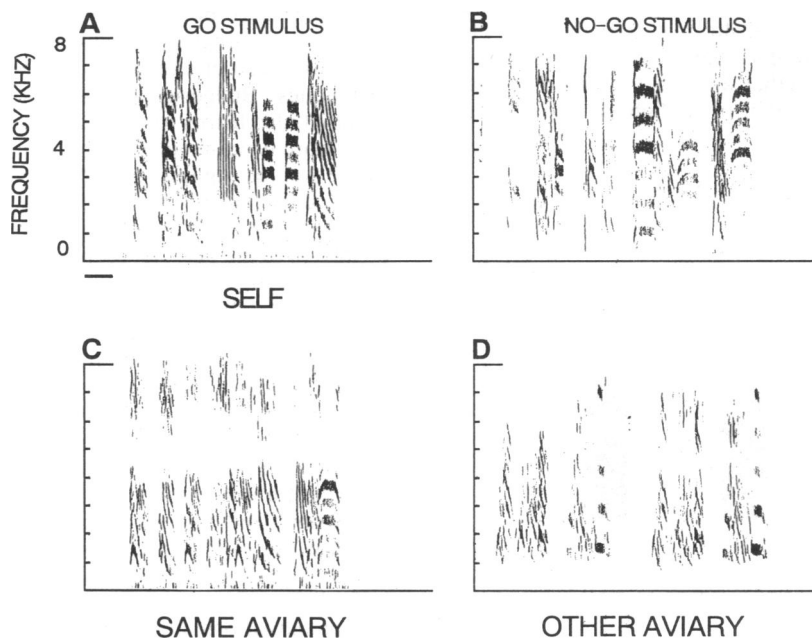 A
GO STIMULUS
B
NO-GO STIMULUS
8
FREQUENCY (KHZ)
4
0
SELF
C
D
SAME AVIARY
OTHER AVIARY